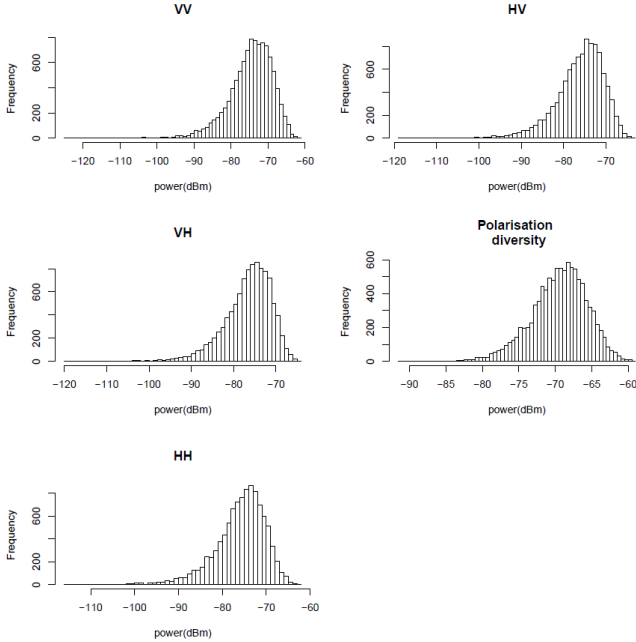 VV
Frequency
0 200 600
−120 −110 −100 −90 −80 −70 −60
power(dBm)
HV
Frequency
0 200 600
−120 −110 −100 −90 −80 −70
power(dBm)
VH
Frequency
0 200 600
−120 −110 −100 −90 −80 −70
power(dBm)
Polarisation
diversity
Frequency
0 200 400 600
−90 −85 −80 −75 −70 −65 −60
power(dBm)
HH
Frequency
0 200 600
−110 −100 −90 −80 −70 −60
power(dBm)